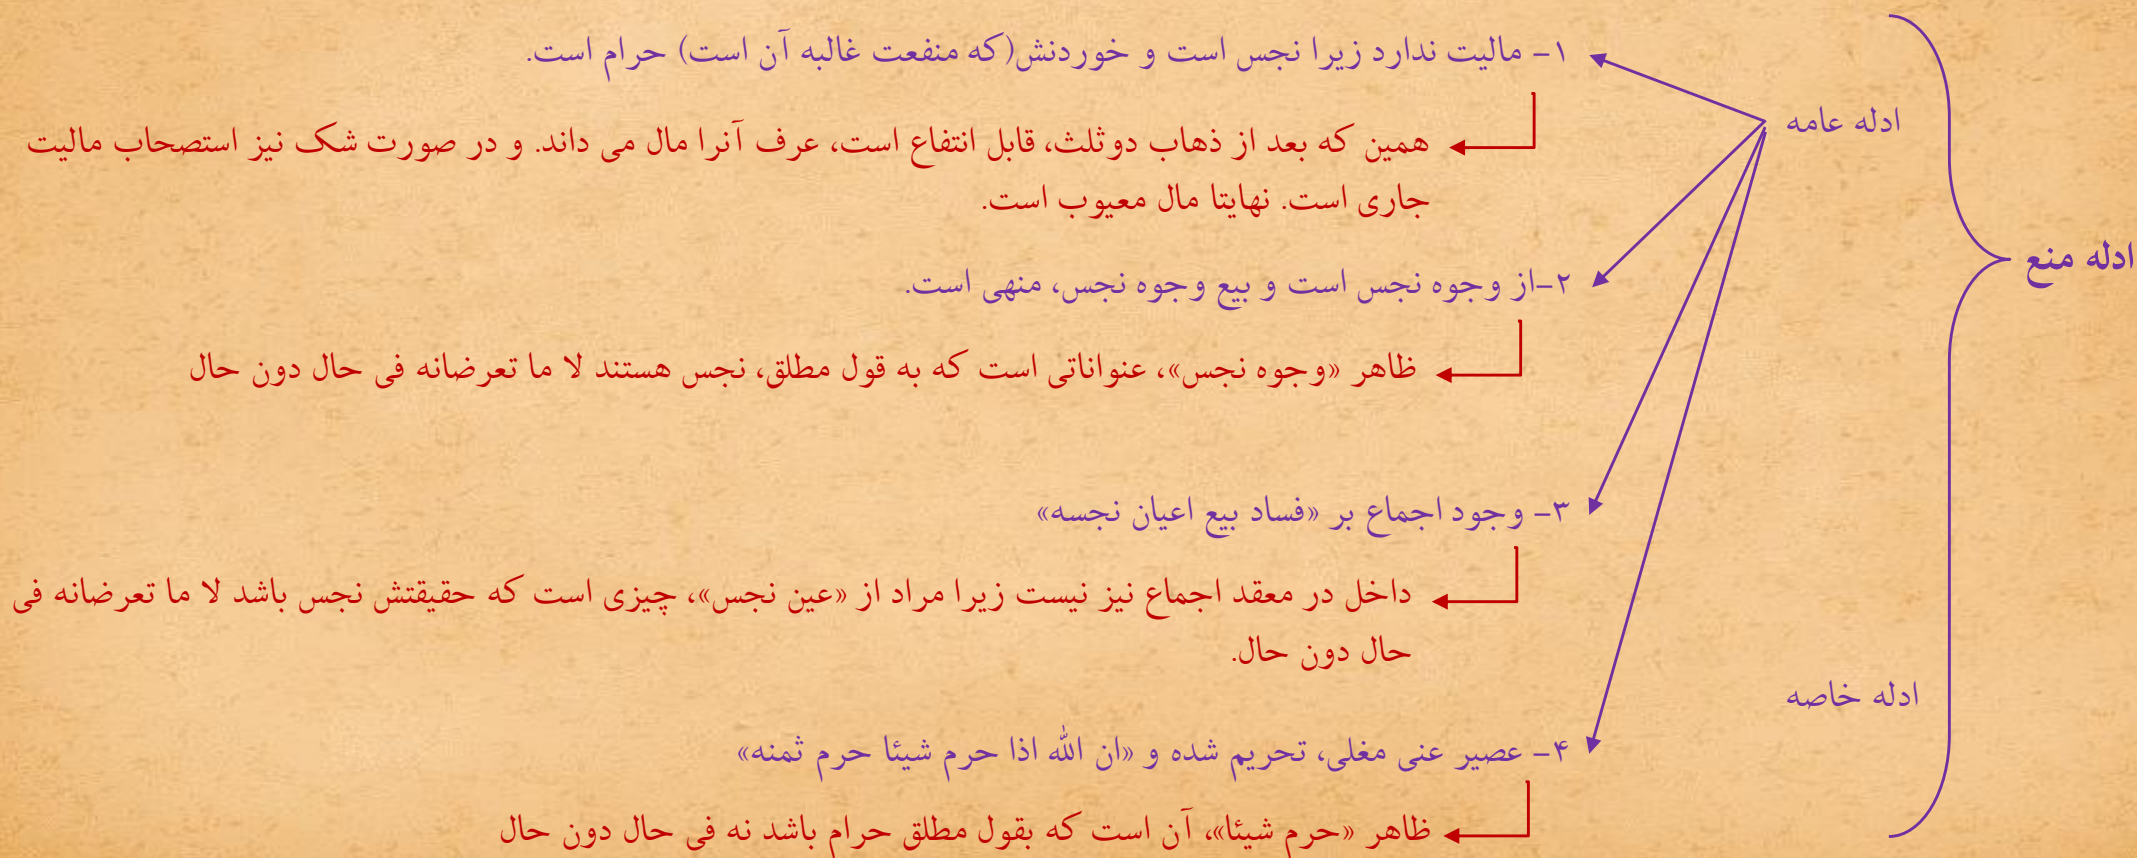 ادله منع
ادله عامه
۱- مالیت ندارد زیرا نجس است و خوردنش(که منفعت غالبه آن است) حرام است.
همین که بعد از ذهاب دوثلث، قابل انتفاع است، عرف آنرا مال می داند. و در صورت شک نیز استصحاب مالیت
جاری است. نهایتا مال معیوب است.
۲-از وجوه نجس است و بیع وجوه نجس، منهی است.
ظاهر «وجوه نجس»، عنواناتی است که به قول مطلق، نجس هستند لا ما تعرضانه فی حال دون حال
۳- وجود اجماع بر «فساد بیع اعیان نجسه»
داخل در معقد اجماع نیز نیست زیرا مراد از «عین نجس»، چیزی است که حقیقتش نجس باشد لا ما تعرضانه فی
حال دون حال.
۴- عصیر عنی مغلی، تحریم شده و «ان الله اذا حرم شیئا حرم ثمنه»
ظاهر «حرم شیئا»، آن است که بقول مطلق حرام باشد نه فی حال دون حال
ادله خاصه